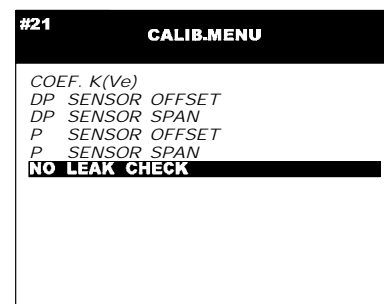 #21
CALIB.MENU
COEF. K(Ve)
DP SENSOR OFFSET
DP SENSOR SPAN
P SENSOR OFFSET
P SENSOR SPAN
NO LEAK CHECK